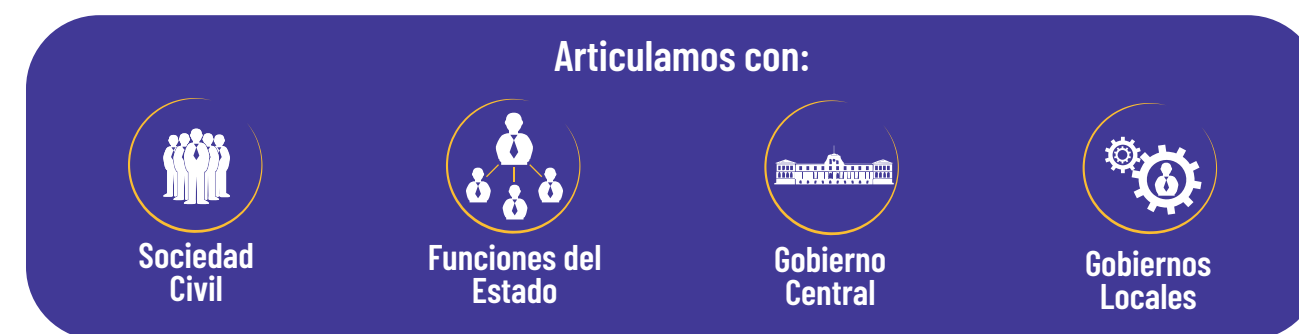 Articulamos con:
Sociedad
Civil
Funciones del
Estado
Gobierno
Central
Gobiernos
Locales